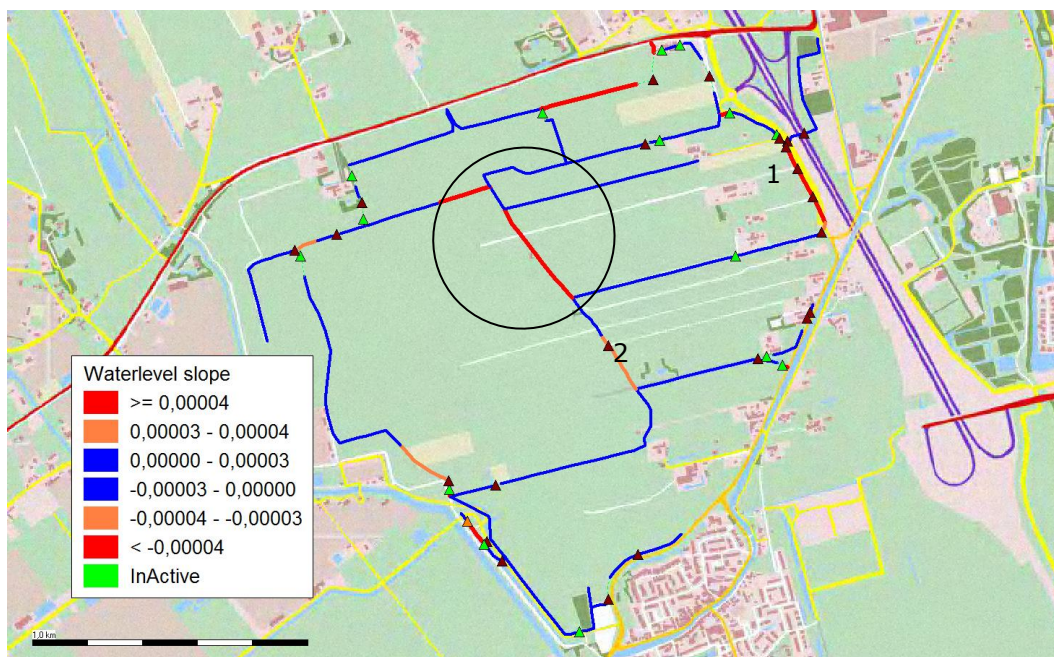 1
2
Waterlevel slope
>= 0,00004
0,00003 - 0,00004
0,00000 - 0,00003
-0,00003 - 0,00000
-0,00004 - -0,00003
< -0,00004
InActive
1,0 km